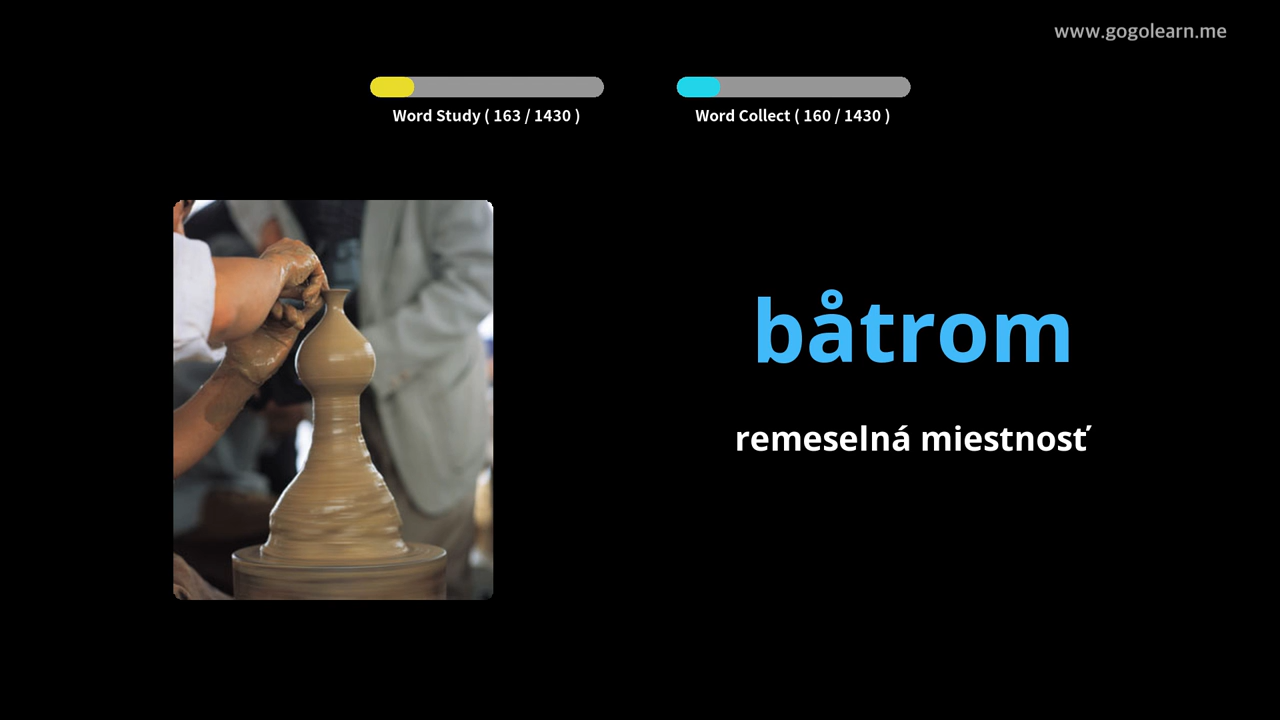 www.gogolearn.me
Word Study ( 163 / 1430 )
Word Collect ( 160 / 1430 )
båtrom
remeselná miestnosť